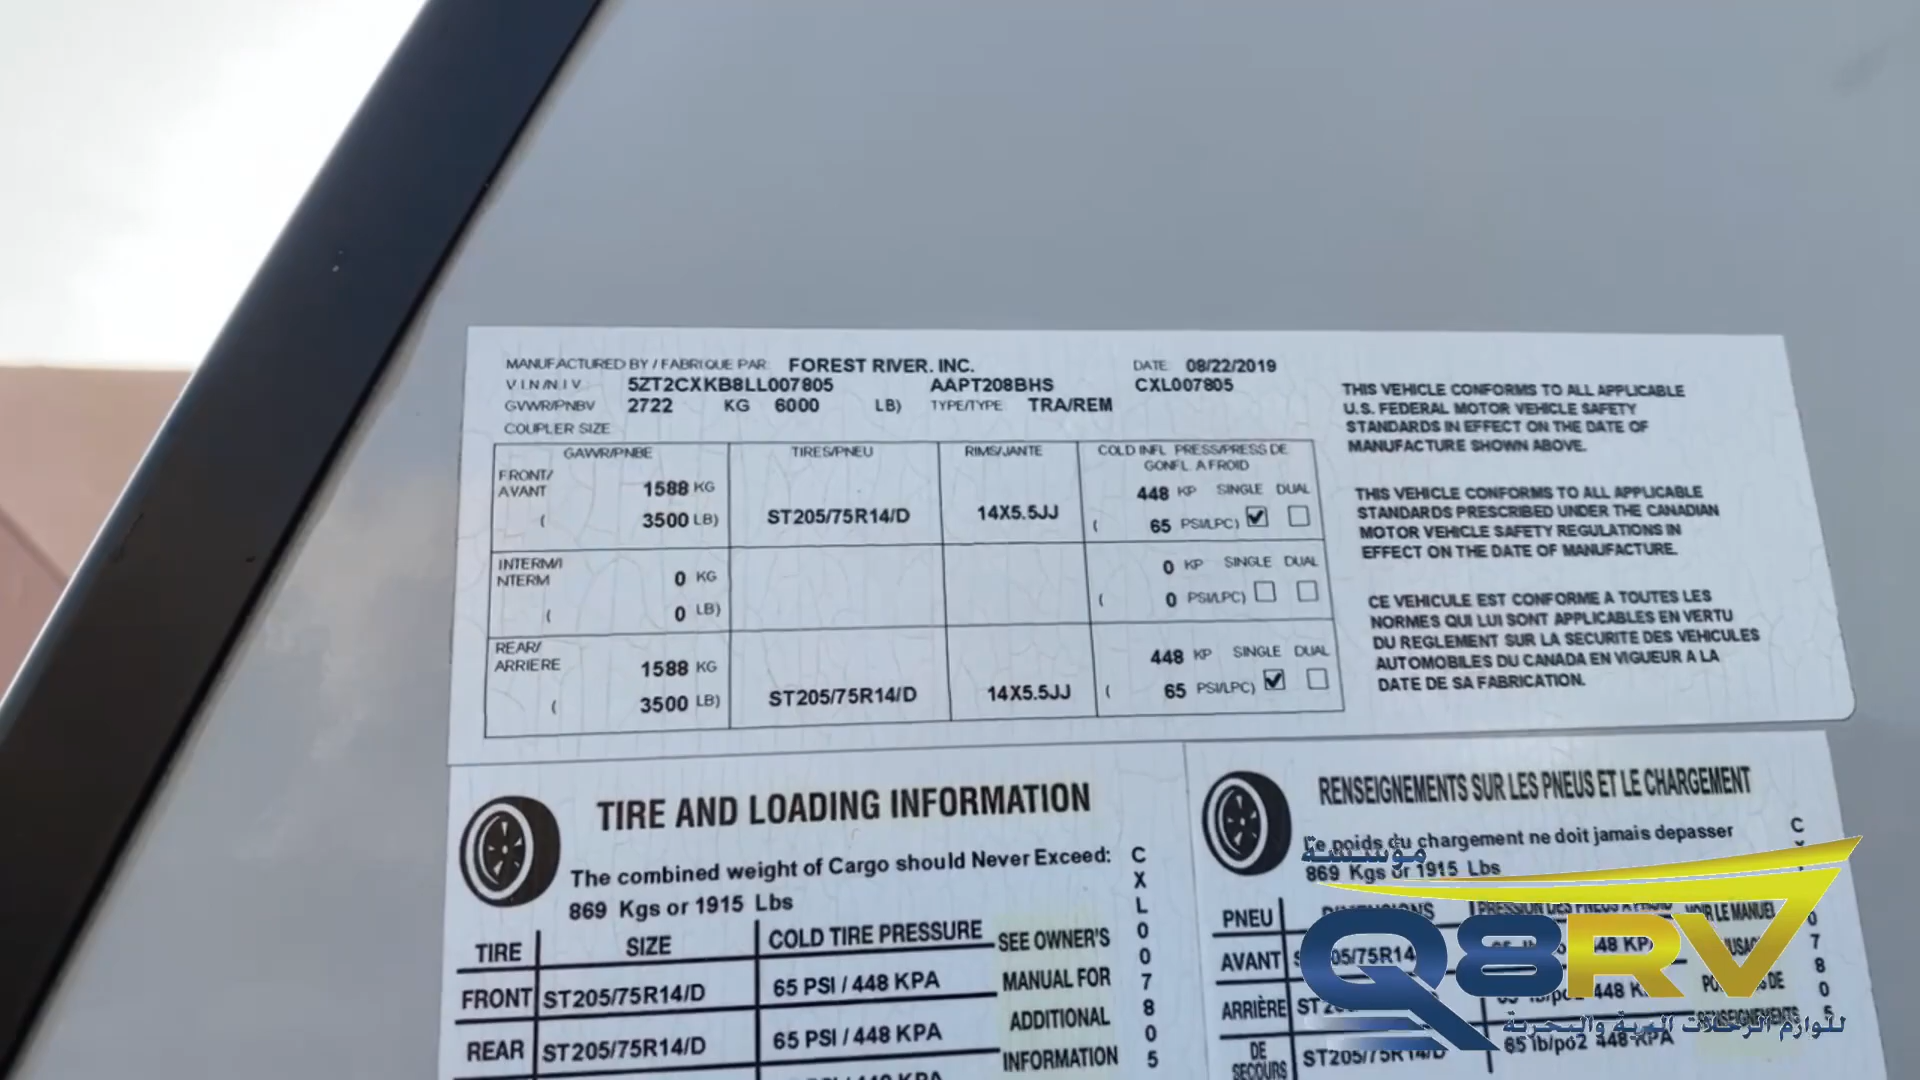 MANUFACTURED BY / FABRIQUE PAR: FOREST RIVER. INC. DATE: 08/22/2019
V.I.N/N.I.V. 5ZT2CXKB8LL007805 AAPT208BHS CXL007805
GVWR/PNBV 2722 KG 6000 LB) TYPE/TYPE TRA/REM
COUPLER SIZE
GAWR/PNBE TIRES/PNEU RIMS/JANTE COLD INFL PRESS/PRESS DE
GONFL A FROID
FRONT/ 1588 KG 448 KP SINGLE DUAL
AVANT
( 3500 LB) ST205/75R14/D 14X5.5JJ ( 65 PSI/LPC)
INTERM/I 0 KG 0 KP SINGLE DUAL
NTERM
( 0 LB) ( 0 PSI/LPC)
REAR/ 1588 KG 448 KP SINGLE DUAL
ARRIERE
( 3500 LB) ST205/75R14/D 14X5.5JJ ( 65 PSI/LPC)
THIS VEHICLE CONFORMS TO ALL APPLICABLE
U.S. FEDERAL MOTOR VEHICLE SAFETY
STANDARDS IN EFFECT ON THE DATE OF
MANUFACTURE SHOWN ABOVE.
THIS VEHICLE CONFORMS TO ALL APPLICABLE
STANDARDS PRESCRIBED UNDER THE CANADIAN
MOTOR VEHICLE SAFETY REGULATIONS IN
EFFECT ON THE DATE OF MANUFACTURE.
CE VEHICULE EST CONFORME A TOUTES LES
NORMES QUI LUI SONT APPLICABLES EN VERTU
DU REGLEMENT SUR LA SECURITE DES VEHICULES
AUTOMOBILES DU CANADA EN VIGUEUR A LA
DATE DE SA FABRICATION.
TIRE AND LOADING INFORMATION
The combined weight of Cargo should Never Exceed:
869 Kgs or 1915 Lbs
TIRE SIZE COLD TIRE PRESSURE
FRONT ST205/75R14/D 65 PSI / 448 KPA
REAR ST205/75R14/D 65 PSI / 448 KPA
SEE OWNER'S
MANUAL FOR
ADDITIONAL
INFORMATION
CXL007805
RENSEIGNEMENTS SUR LES PNEUS ET LE CHARGEMENT
Le poids du chargement ne doit jamais depasser
869 Kgs or 1915 Lbs
PNEU
AVANT 448
ARRIÈRE 448
DE
SECOURS ST205/75R14/D 65 lb/po2 448 KPA
مؤسسة
Q8RV
للوازم الرحلات البرية والبحرية